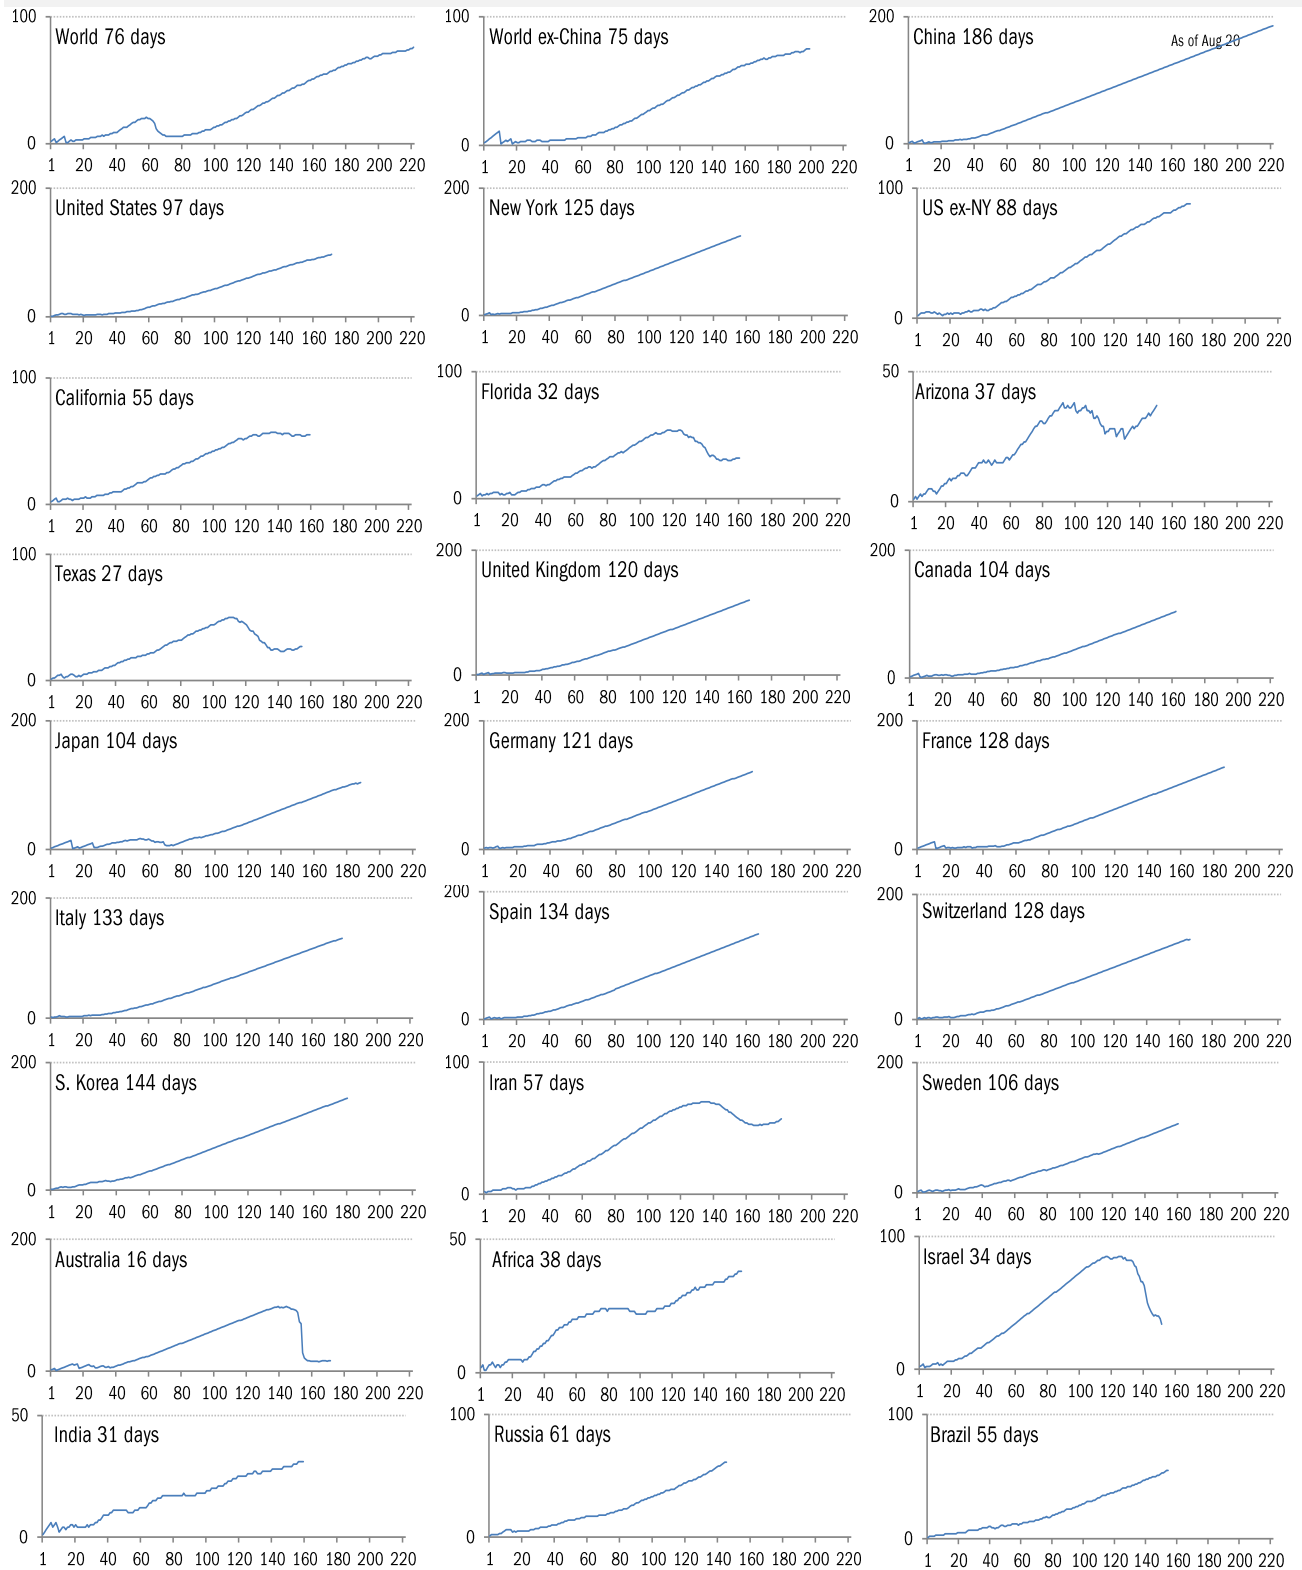 100
World 76 days
0
1 20 40 60 80 100 120 140 160 180 200 220
100
World ex-China 75 days
0
1 20 40 60 80 100 120 140 160 180 200 220
200
China 186 days
As of Aug 20
0
1 20 40 60 80 100 120 140 160 180 200 220
200
United States 97 days
0
1 20 40 60 80 100 120 140 160 180 200 220
200
New York 125 days
0
1 20 40 60 80 100 120 140 160 180 200 220
100
US ex-NY 88 days
0
1 20 40 60 80 100 120 140 160 180 200 220
100
California 55 days
0
1 20 40 60 80 100 120 140 160 180 200 220
100
Florida 32 days
0
1 20 40 60 80 100 120 140 160 180 200 220
50
Arizona 37 days
0
1 20 40 60 80 100 120 140 160 180 200 220
100
Texas 27 days
0
1 20 40 60 80 100 120 140 160 180 200 220
200
United Kingdom 120 days
0
1 20 40 60 80 100 120 140 160 180 200 220
200
Canada 104 days
0
1 20 40 60 80 100 120 140 160 180 200 220
200
Japan 104 days
0
1 20 40 60 80 100 120 140 160 180 200 220
200
Germany 121 days
0
1 20 40 60 80 100 120 140 160 180 200 220
200
France 128 days
0
1 20 40 60 80 100 120 140 160 180 200 220
200
Italy 133 days
0
1 20 40 60 80 100 120 140 160 180 200 220
200
Spain 134 days
0
1 20 40 60 80 100 120 140 160 180 200 220
200
Switzerland 128 days
0
1 20 40 60 80 100 120 140 160 180 200 220
200
S. Korea 144 days
0
1 20 40 60 80 100 120 140 160 180 200 220
100
Iran 57 days
0
1 20 40 60 80 100 120 140 160 180 200 220
200
Sweden 106 days
0
1 20 40 60 80 100 120 140 160 180 200 220
200
Australia 16 days
0
1 20 40 60 80 100 120 140 160 180 200 220
50
Africa 38 days
0
1 20 40 60 80 100 120 140 160 180 200 220
100
Israel 34 days
0
1 20 40 60 80 100 120 140 160 180 200 220
50
India 31 days
0
1 20 40 60 80 100 120 140 160 180 200 220
100
Russia 61 days
0
1 20 40 60 80 100 120 140 160 180 200 220
100
Brazil 55 days
0
1 20 40 60 80 100 120 140 160 180 200 220